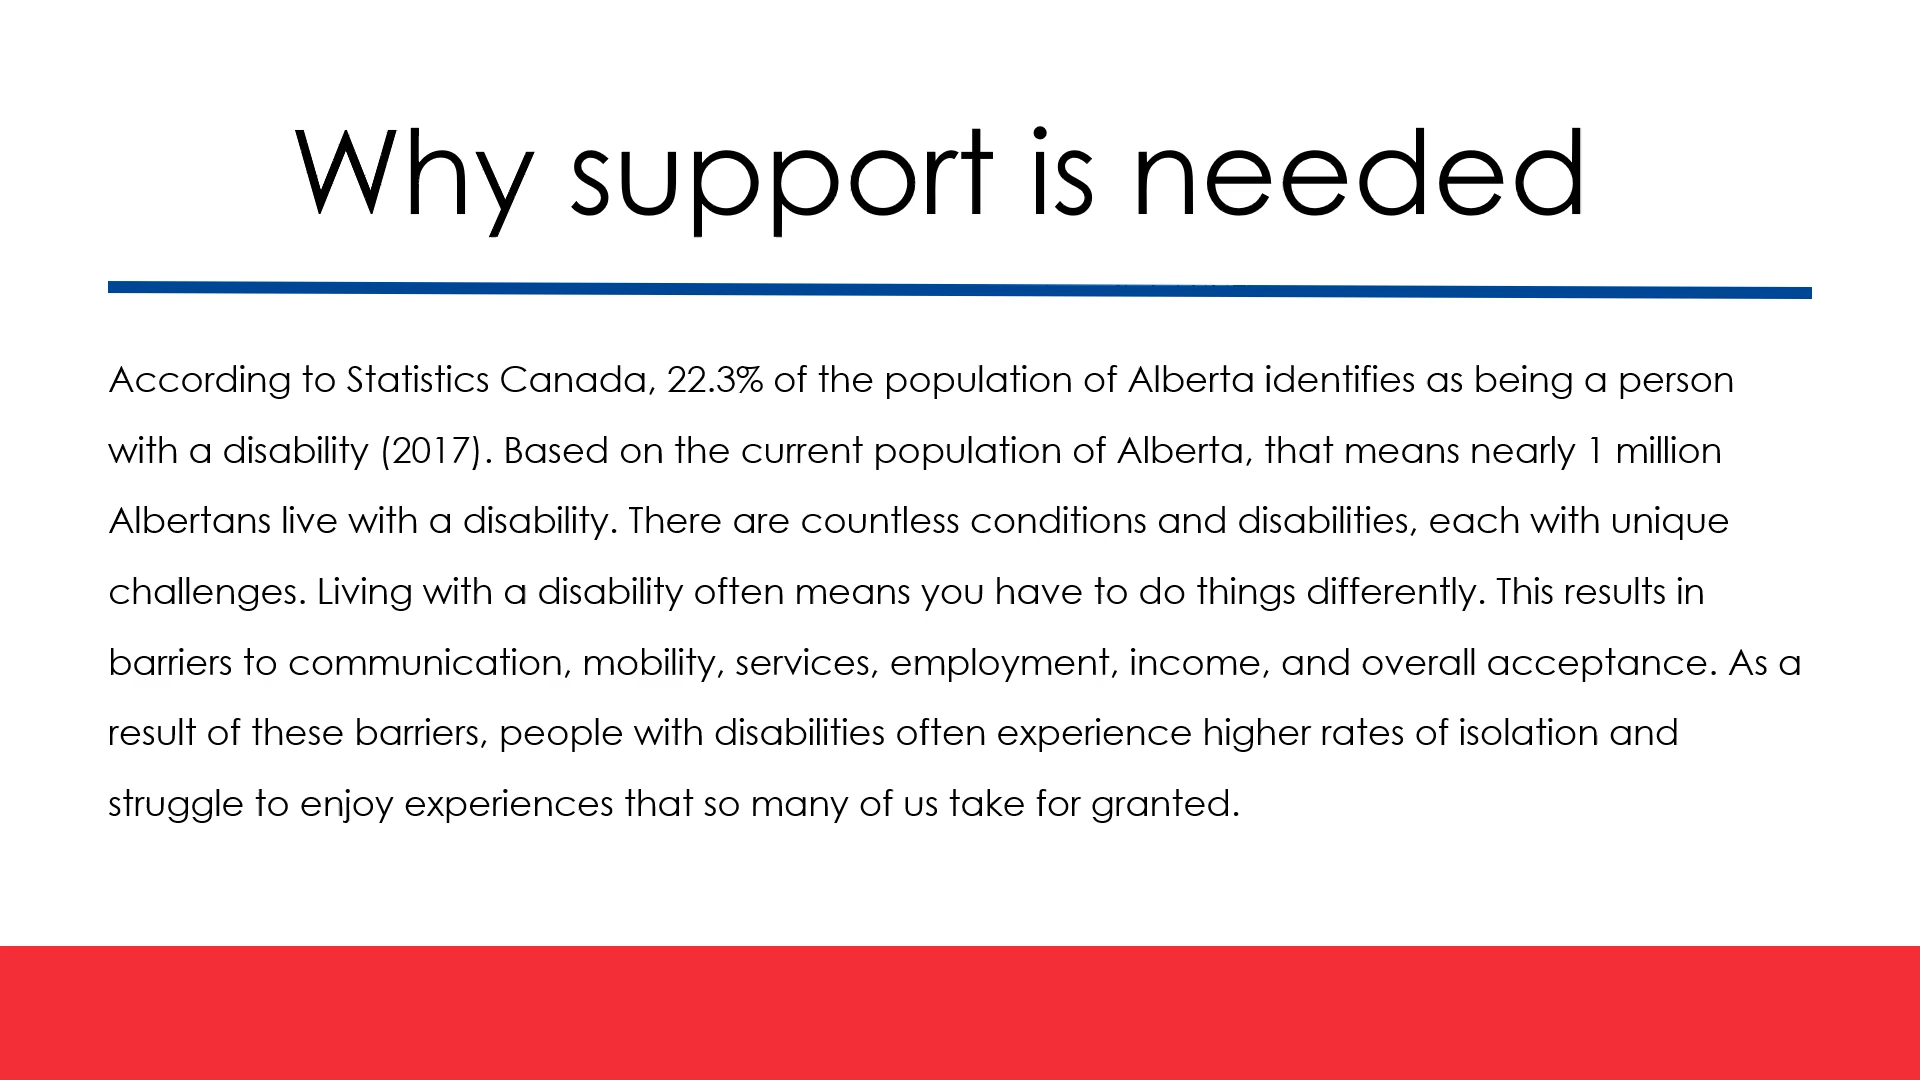 Why support is needed
According to Statistics Canada, 22.3% of the population of Alberta identifies as being a person
with a disability (2017). Based on the current population of Alberta, that means nearly 1 million
Albertans live with a disability. There are countless conditions and disabilities, each with unique
challenges. Living with a disability often means you have to do things differently. This results in
barriers to communication, mobility, services, employment, income, and overall acceptance. As a
result of these barriers, people with disabilities often experience higher rates of isolation and
struggle to enjoy experiences that so many of us take for granted.